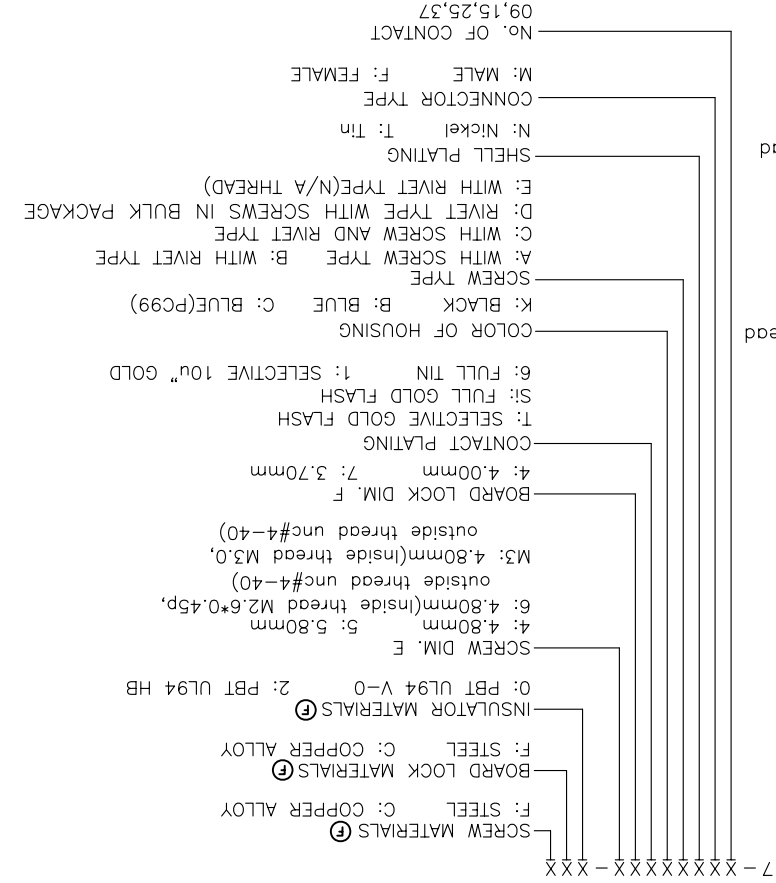 7-XXXXXXXX-XXX
SCREW MATERIALS F
F: STEEL C: COPPER ALLOY
BOARD LOCK MATERIALS F
F: STEEL C: COPPER ALLOY
INSULATOR MATERIALS F
0: PBT UL94 V-0 2: PBT UL94 HB
SCREW DIM. E
4: 4.80mm 5: 5.80mm
6: 4.80mm(Inside thread M2.6*0.45p,
outside thread unc#4-40)
M3: 4.80mm(Inside thread M3.0,
outside thread unc#4-40)
BOARD LOCK DIM. F
4: 4.00mm 7: 3.70mm
CONTACT PLATING
T: SELECTIVE GOLD FLASH
Si: FULL GOLD FLASH
6: FULL TIN 1: SELECTIVE 10u" GOLD
COLOR OF HOUSING
K: BLACK B: BLUE C: BLUE(PC99)
SCREW TYPE
A: WITH SCREW TYPE B: WITH RIVET TYPE
C: WITH SCREW AND RIVET TYPE
D: RIVET TYPE WITH SCREWS IN BULK PACKAGE
E: WITH RIVET TYPE(N/A THREAD)
SHELL PLATING
N: Nickel T: Tin
CONNECTOR TYPE
M: MALE F: FEMALE
No. OF CONTACT
09,15,25,37